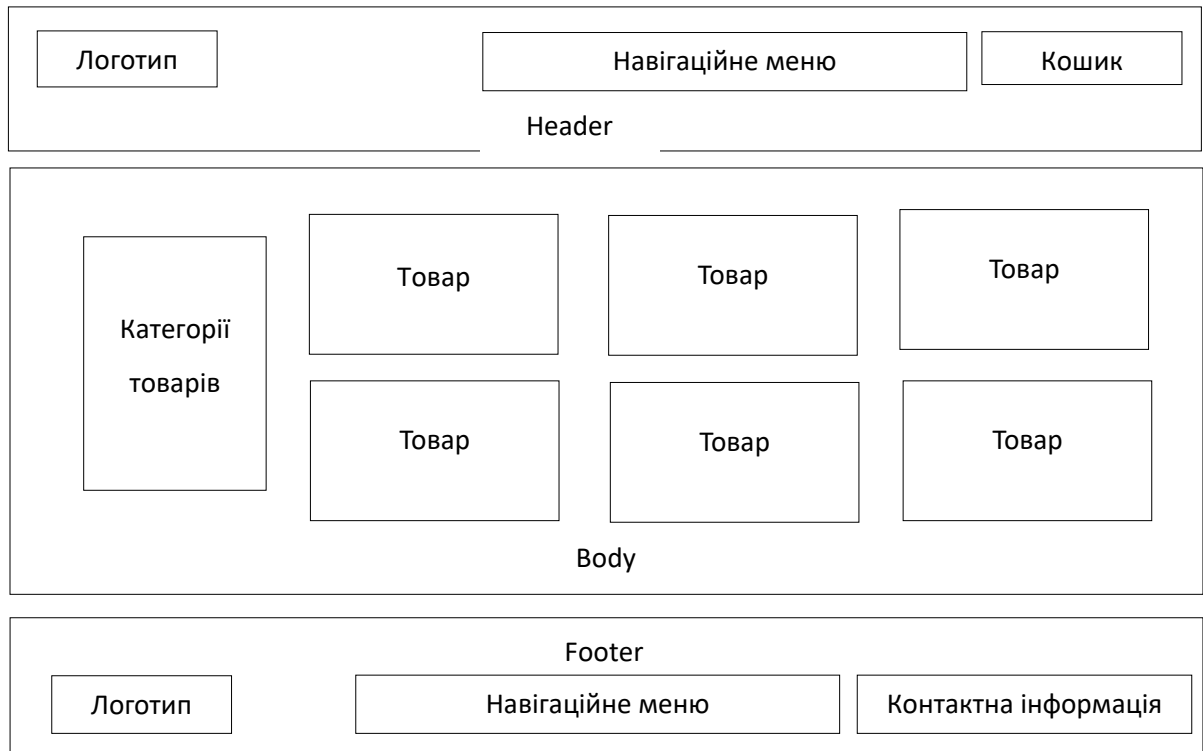 Логотип
Навігаційне меню
Кошик
Header
Товар
Товар
Товар
Категорії
товарів
Товар
Товар
Товар
Body
Footer
Логотип
Навігаційне меню
Контактна інформація